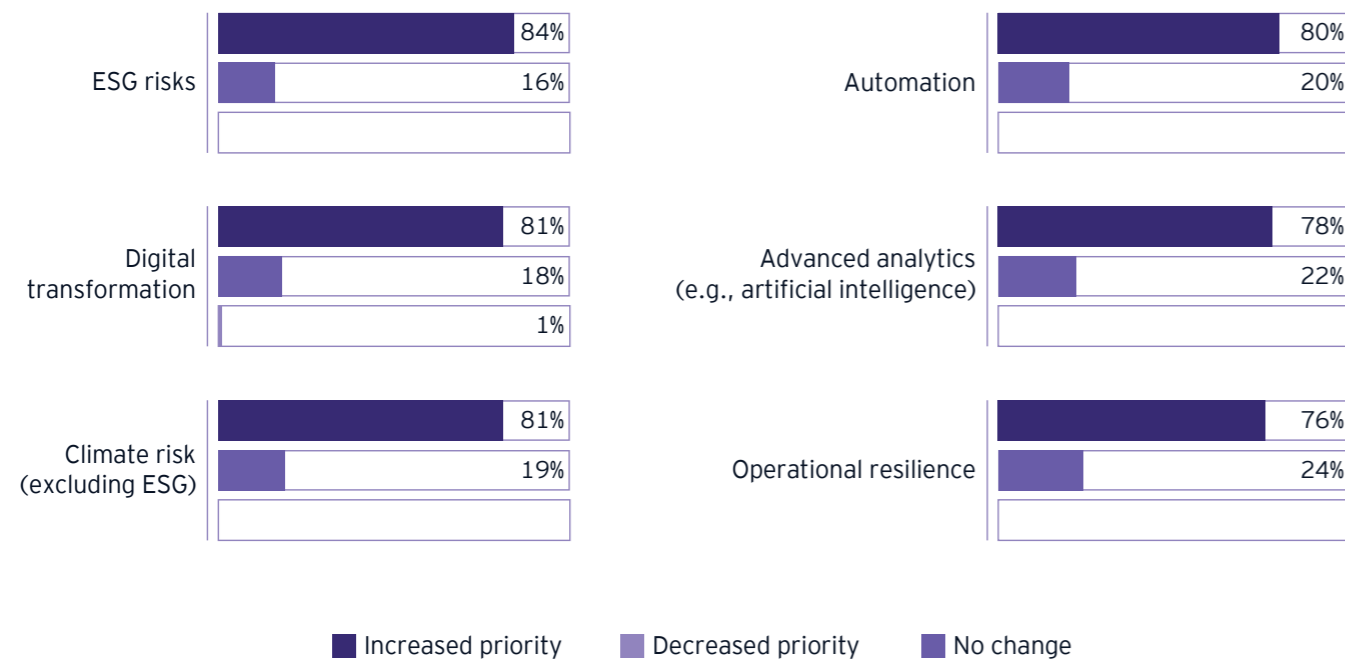 ESG risks
84%
16%
Digital
transformation
81%
18%
1%
Climate risk
(excluding ESG)
81%
19%
Automation
80%
20%
Advanced analytics
(e.g., artificial intelligence)
78%
22%
Operational resilience
76%
24%
Increased priority
Decreased priority
No change